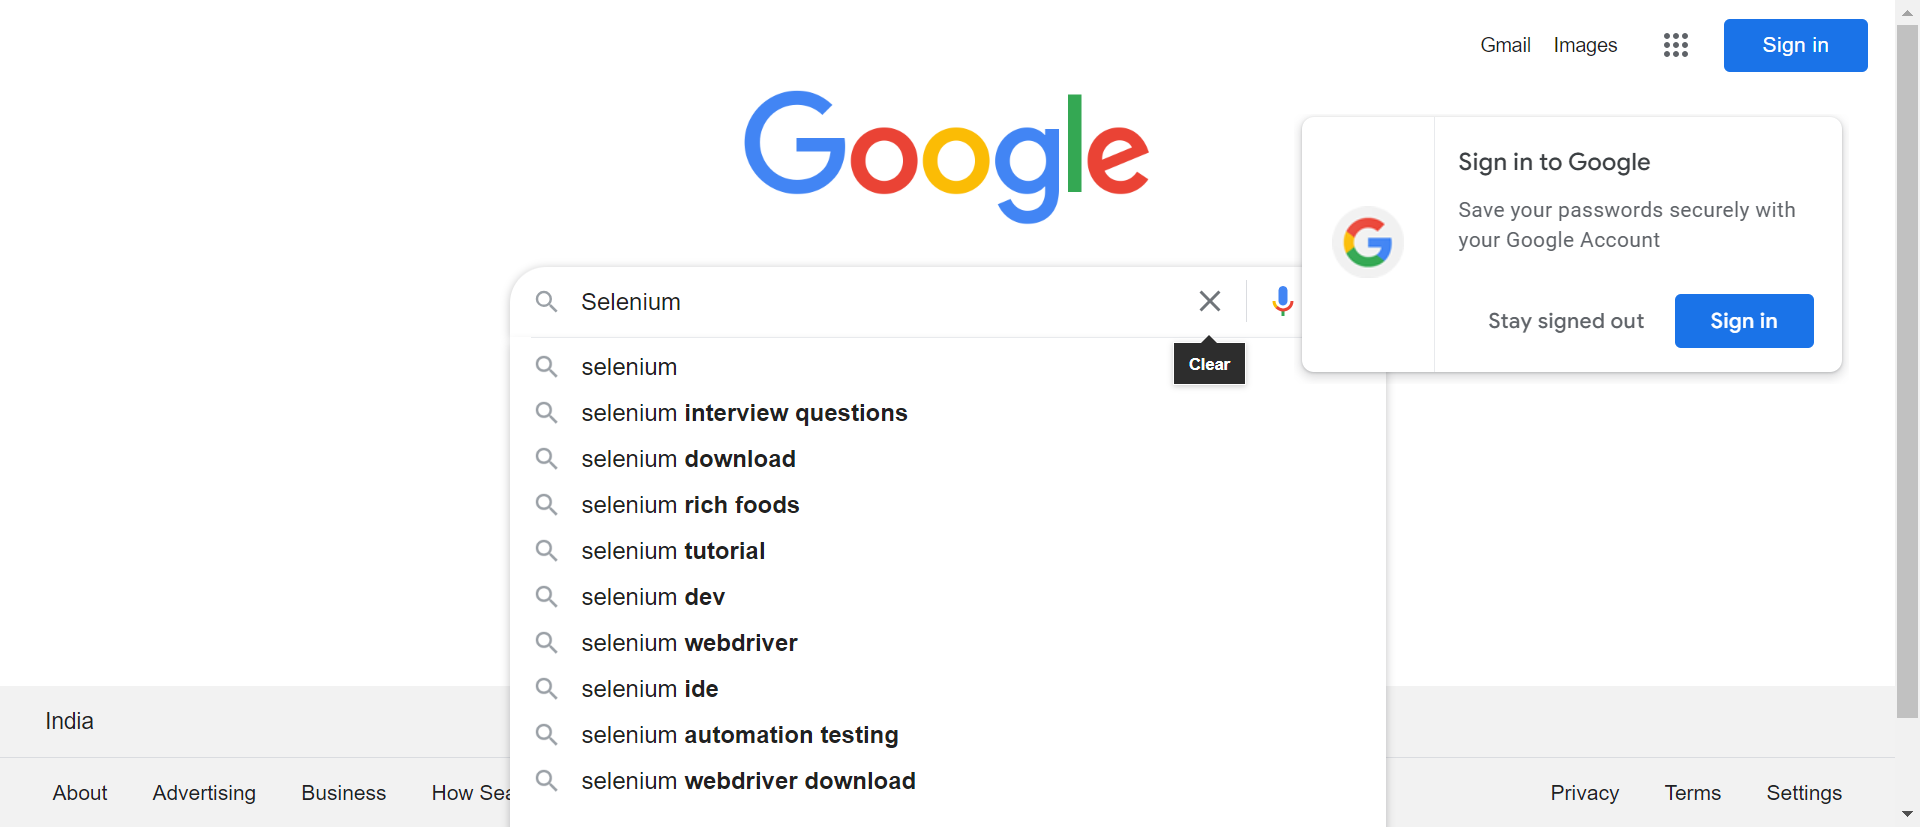 Gmail Images Sign in
Google
Sign in to Google
Save your passwords securely with
your Google Account
Stay signed out Sign in
Selenium
Clear
selenium
selenium interview questions
selenium download
selenium rich foods
selenium tutorial
selenium dev
selenium webdriver
selenium ide
selenium automation testing
selenium webdriver download
India
About Advertising Business How Privacy Terms Settings